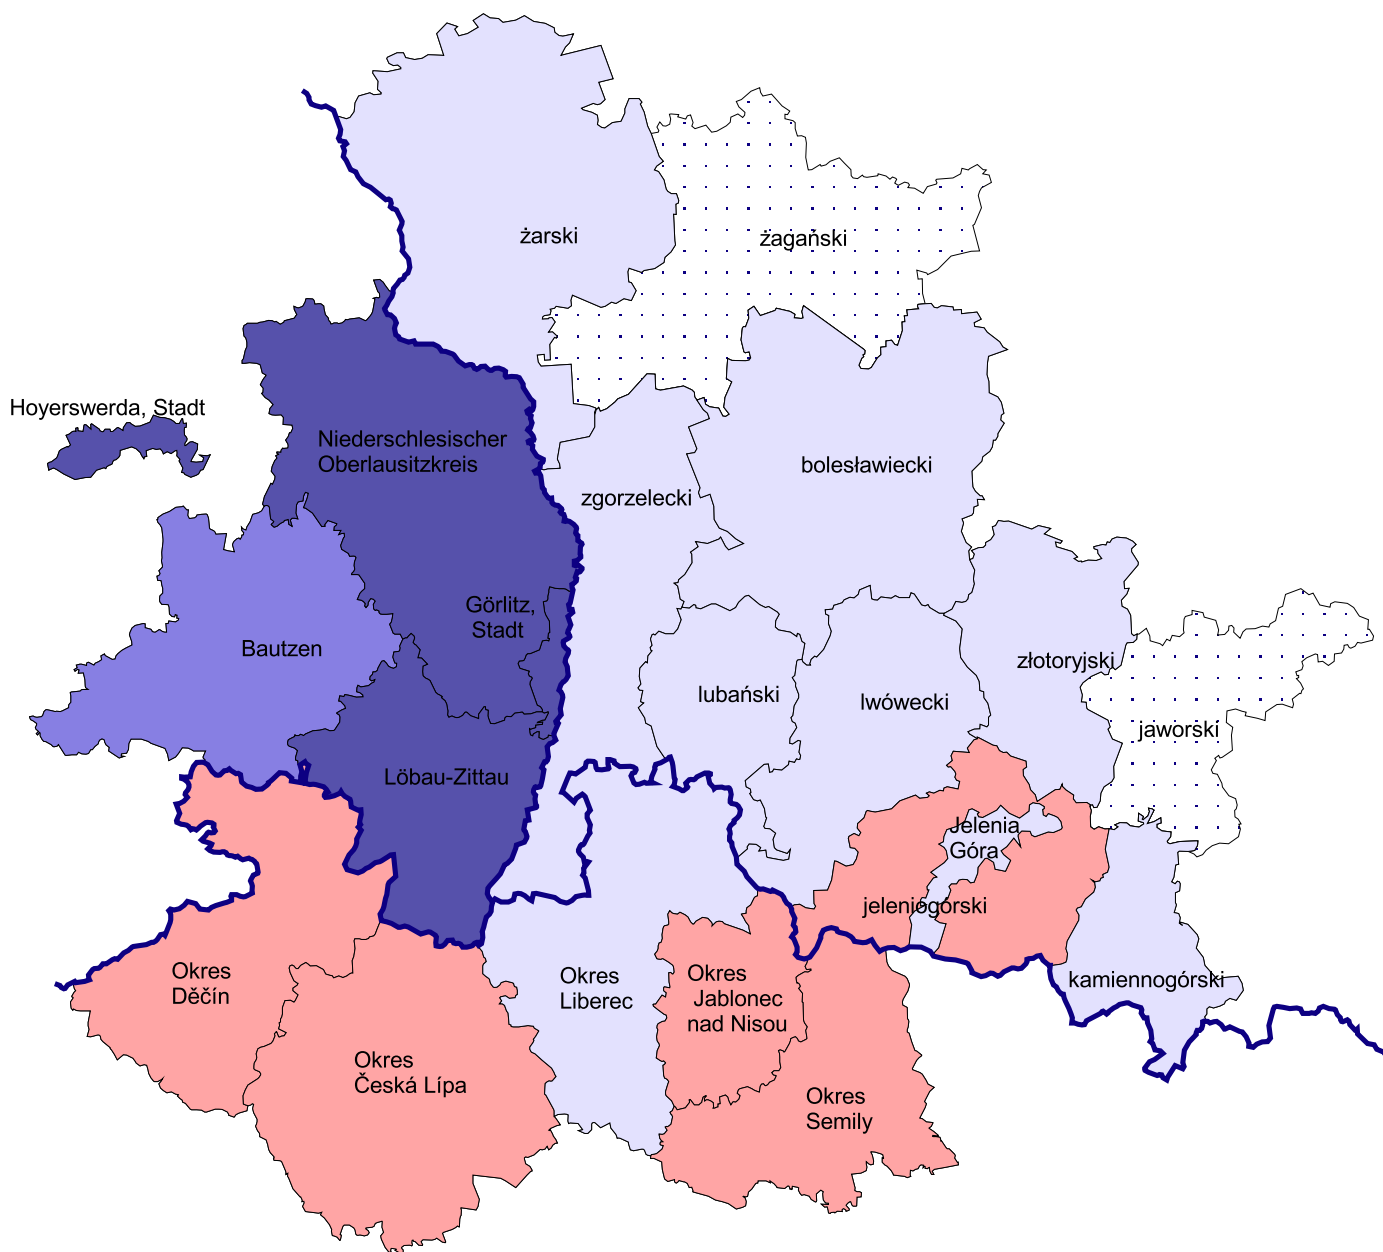 żarski
żagański
Hoyerswerda, Stadt
Niederschlesischer
Oberlausitzkreis
bolesławiecki
zgorzelecki
Görlitz,
Stadt
Bautzen
złotoryjski
lubański
lwówecki
jaworski
Löbau-Zittau
Jelenia
Góra
jeleniogórski
Okres
Děčín
Okres
Liberec
Okres
Jablonec
nad Nisou
kamiennogórski
Okres
Česká Lípa
Okres
Semily